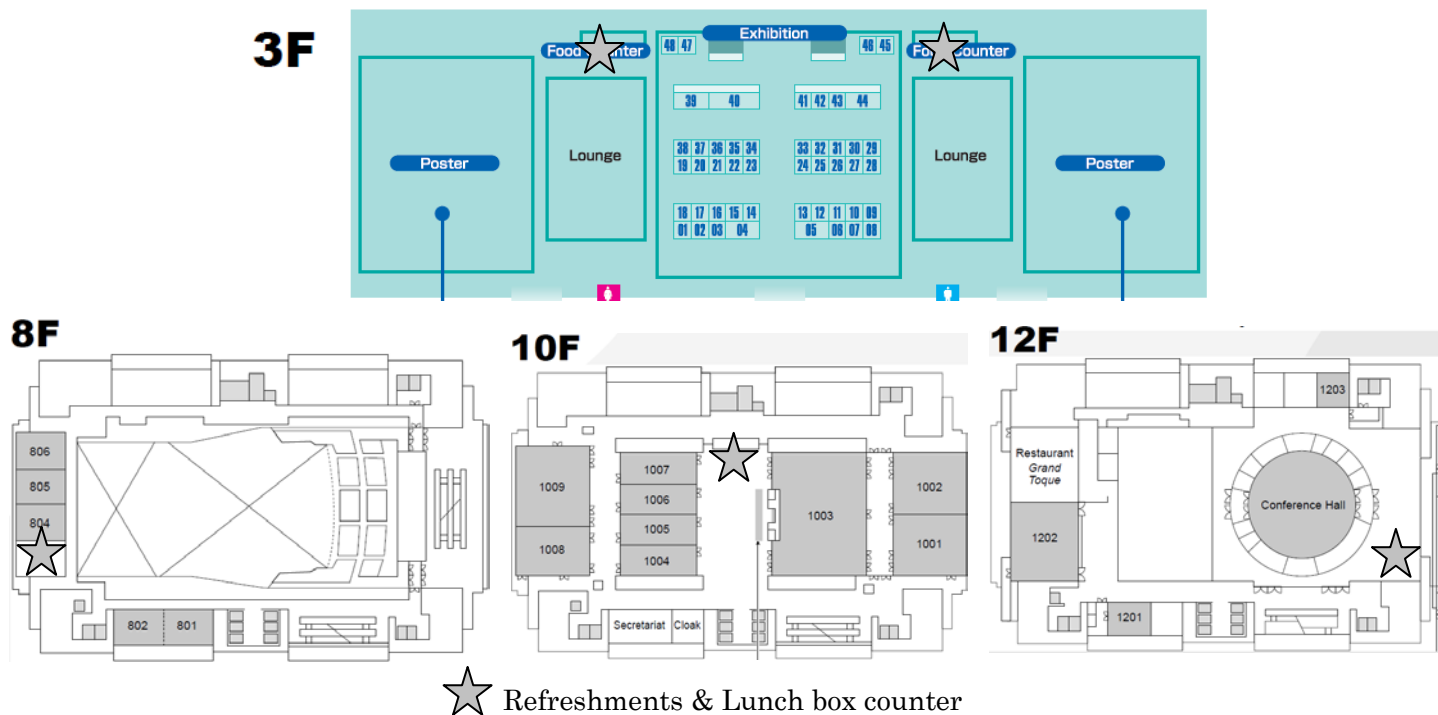 3F
Exhibition
Food Counter
Food Counter
48 47
46 45
39 40
41 42 43 44
Poster
Lounge
38 37 36 35 34
19 20 21 22 23
33 32 31 30 29
24 25 26 27 28
Lounge
Poster
18 17 16 15 14
01 02 03 04
13 12 11 10 09
05 06 07 08
8F
806
805
804
802 801
10F
1009
1008
1007
1006
1005
1004
1003
1002
1001
Secretariat Cloak
12F
1203
Restaurant
Grand
Toque
Conference Hall
1202
1201
Refreshments & Lunch box counter